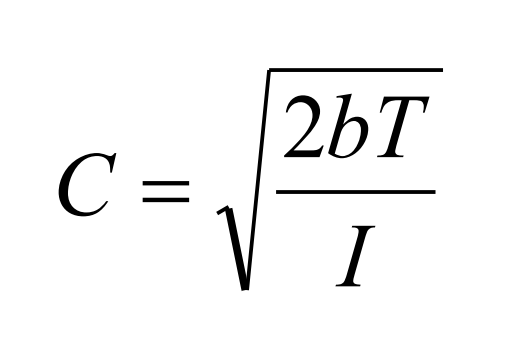 C = √(2bT / I)